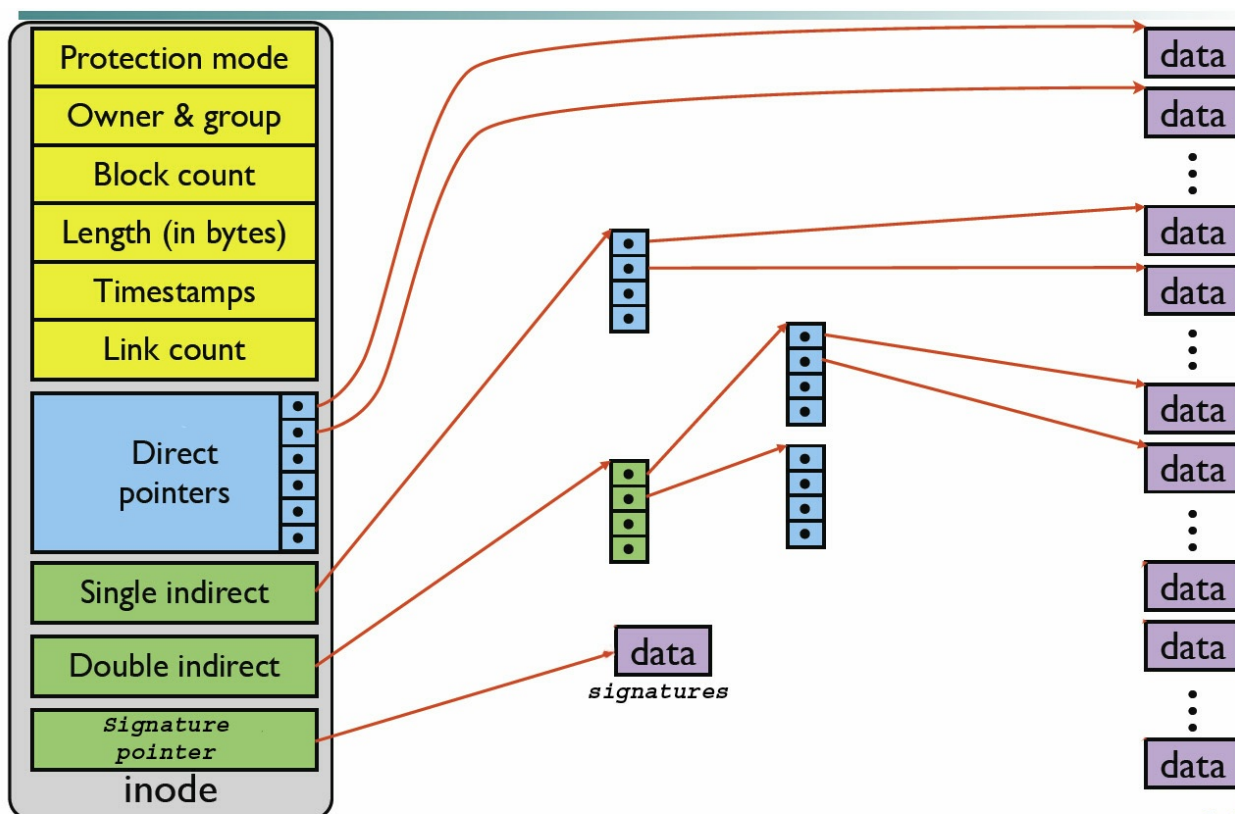 Protection mode
Owner & group
Block count
Length (in bytes)
Timestamps
Link count
Direct
pointers
Single indirect
Double indirect
Signature
pointer
inode
data
signatures
data
data
data
data
data
data
data
data
data